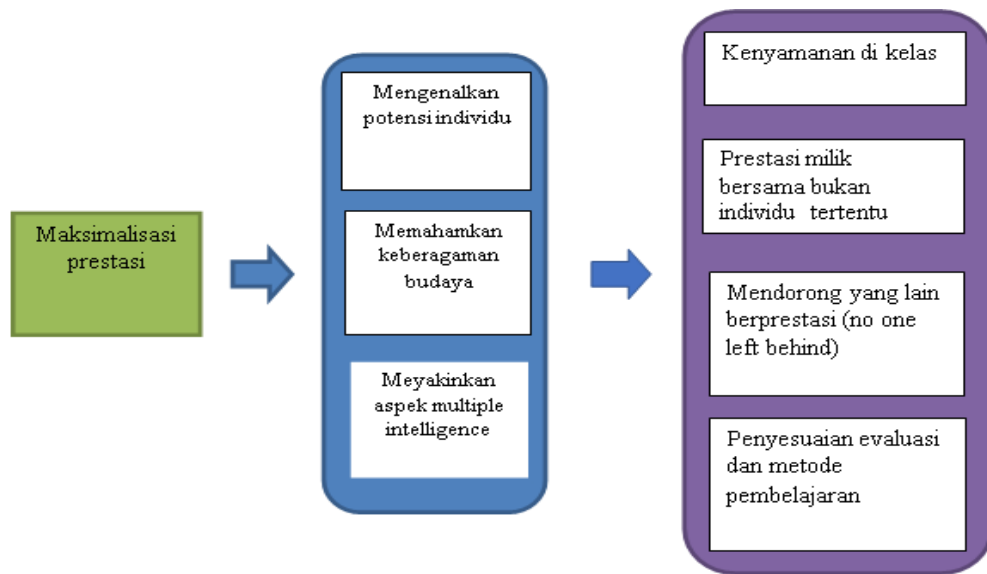 Maksimalisasi
prestasi
Mengenalkan
potensi individu
Memahamkan
keberagaman
budaya
Meyakinkan
aspek multiple
intelligence
Kenyamanan di kelas
Prestasi milik
bersama bukan
individu tertentu
Mendorong yang lain
berprestasi (no one
left behind)
Penyesuaian evaluasi
dan metode
pembelajaran